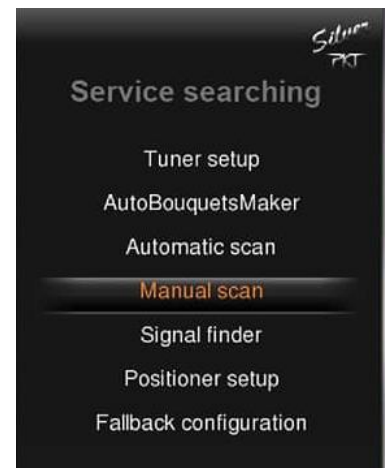 Silver
PKT
Service searching
Tuner setup
AutoBouquetsMaker
Automatic scan
Manual scan
Signal finder
Positioner setup
Fallback configuration